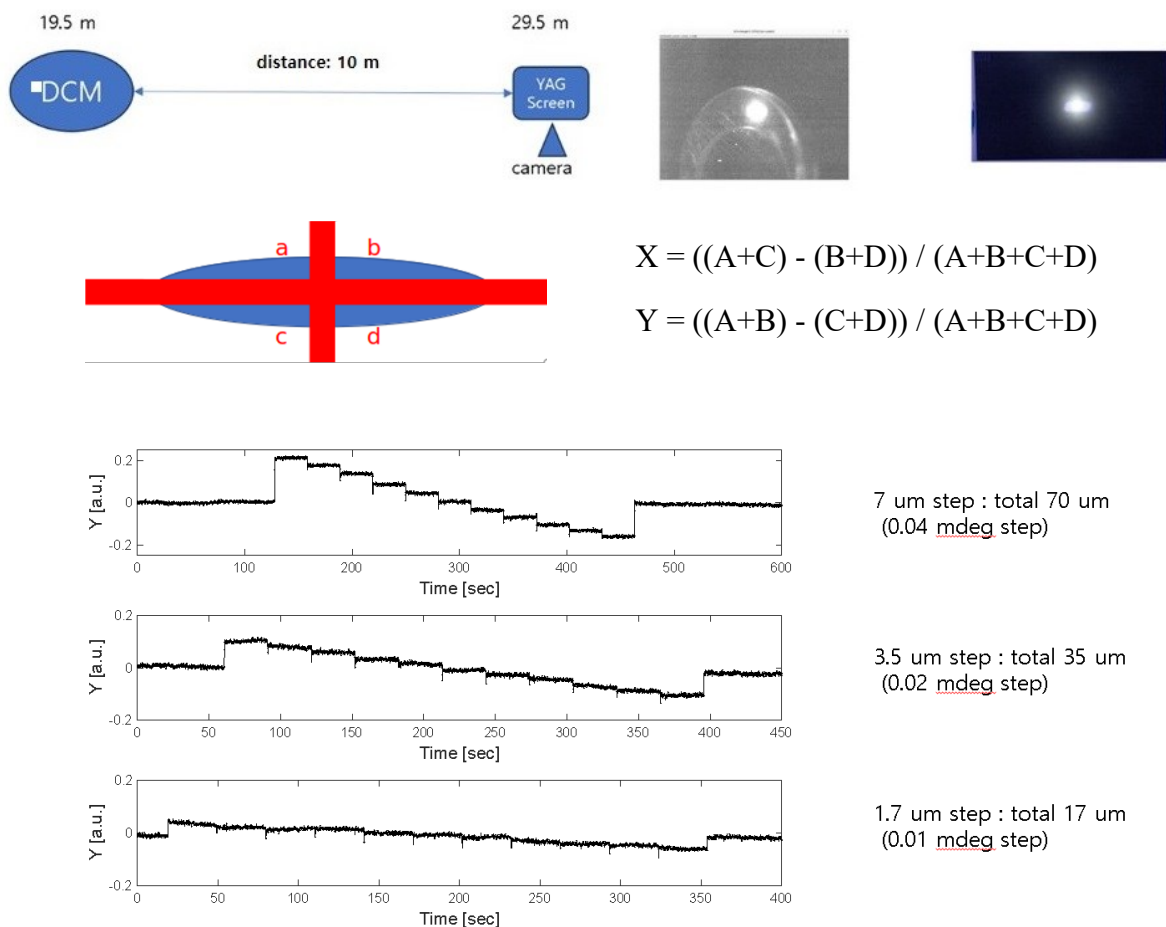 19.5 m
29.5 m
distance: 10 m
DCM
YAG
Screen
camera
a
b
c
d
X = ((A+C) - (B+D)) / (A+B+C+D)
Y = ((A+B) - (C+D)) / (A+B+C+D)
0.2
0
-0.2
Y [a.u.]
0
100
200
300
400
500
600
Time [sec]
7 um step : total 70 um
(0.04 mdeg step)
0.2
0
-0.2
Y [a.u.]
0
50
100
150
200
250
300
350
400
450
Time [sec]
3.5 um step : total 35 um
(0.02 mdeg step)
0.2
0
-0.2
Y [a.u.]
0
50
100
150
200
250
300
350
400
Time [sec]
1.7 um step : total 17 um
(0.01 mdeg step)